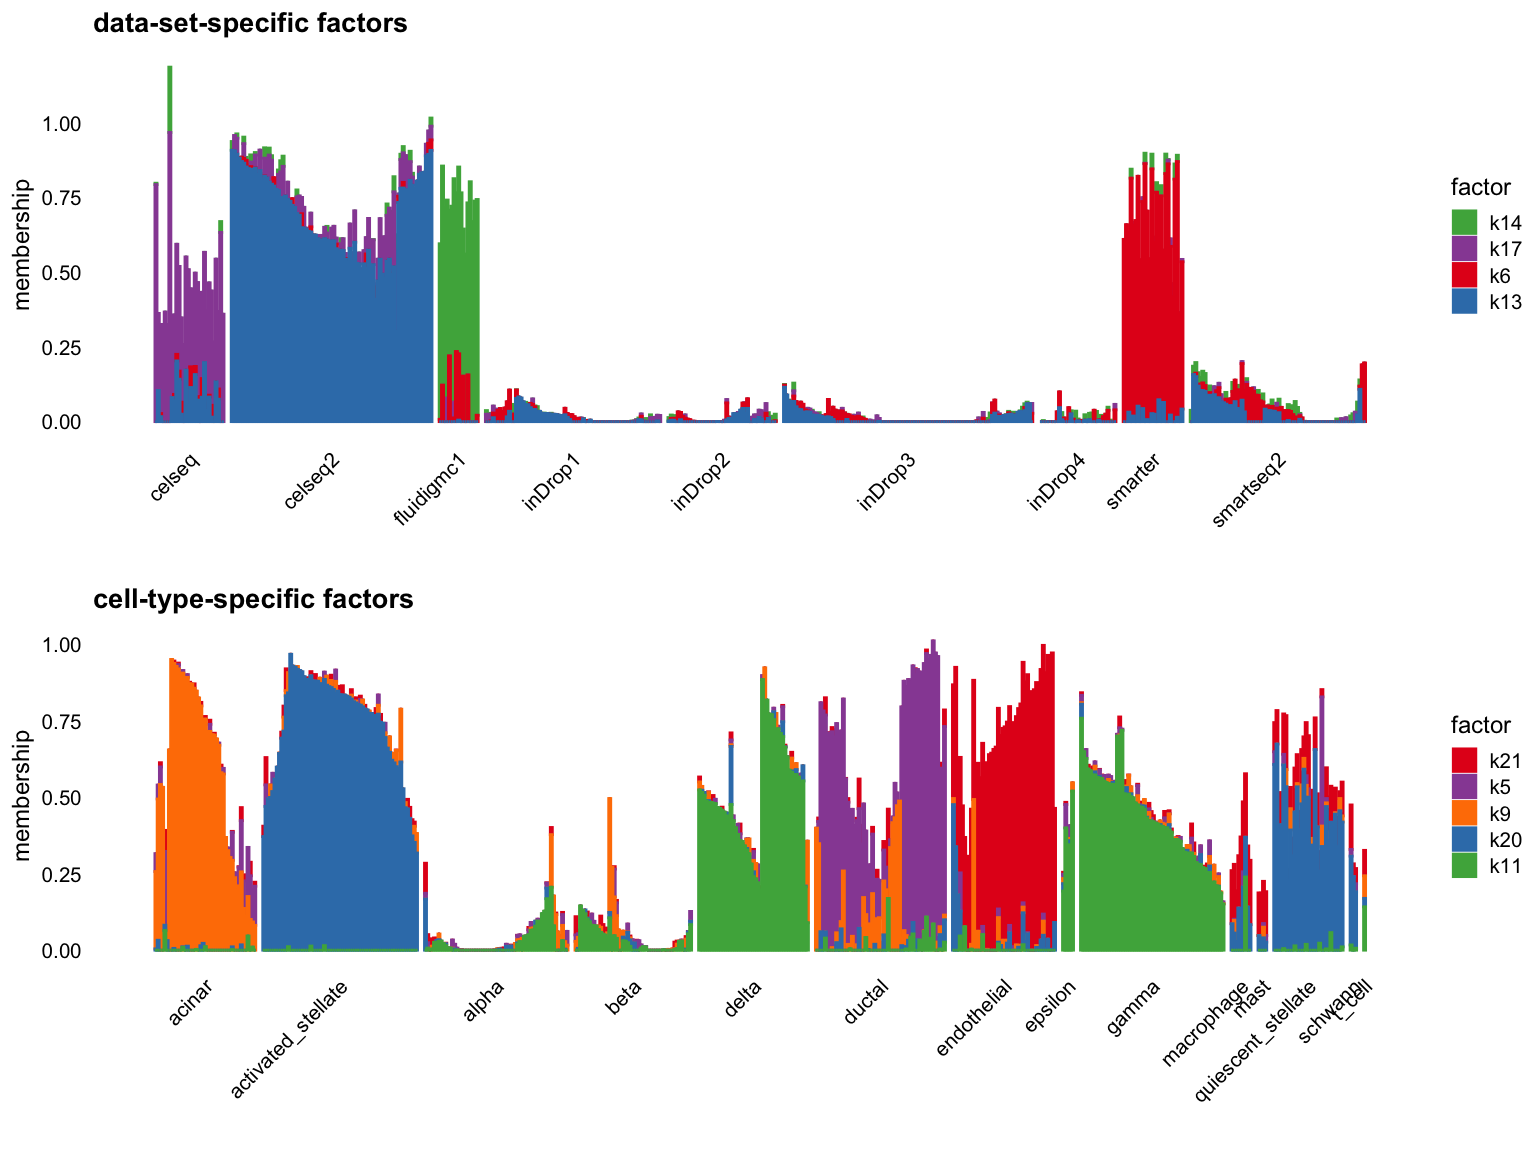 data-set-specific factors
membership
1.00
0.75
0.50
0.25
0.00
celseq
celseq2
fluidigmc1
inDrop1
inDrop2
inDrop3
inDrop4
smarter
smartseq2
factor
k14
k17
k6
k13
cell-type-specific factors
membership
1.00
0.75
0.50
0.25
0.00
acinar
activated_stellate
alpha
beta
delta
ductal
endothelial
epsilon
gamma
macrophage
mast
quiescent_stellate
schwann
t_cell
factor
k21
k5
k9
k20
k11